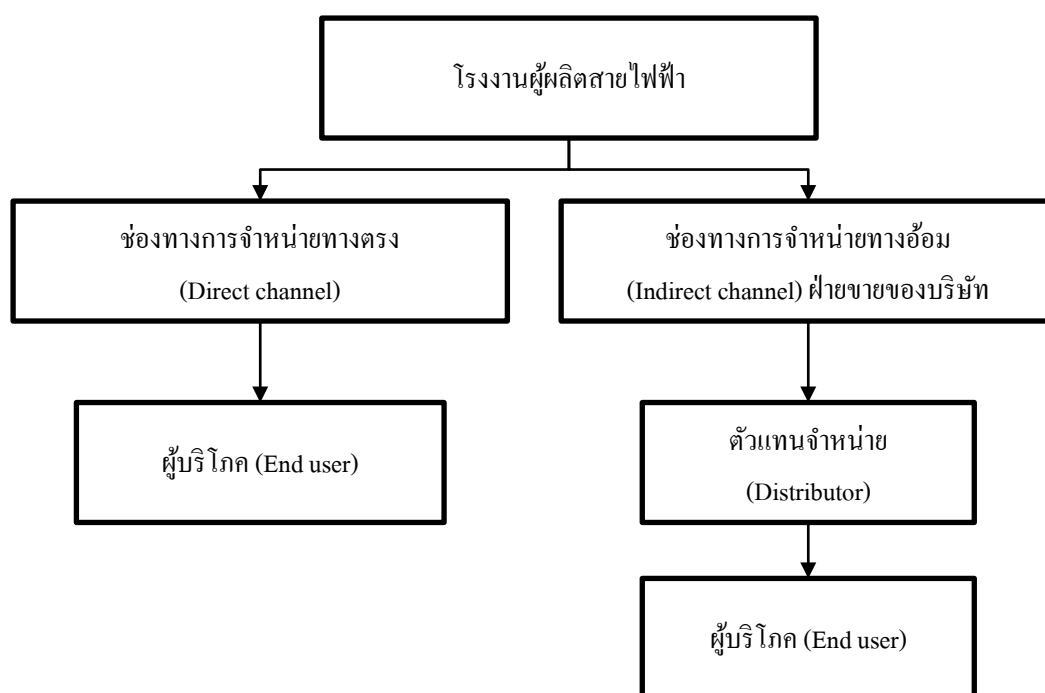 โรงงานผู้ผลิตสายไฟฟ้า
ช่องทางการจำหน่ายทางตรง
(Direct channel)
ช่องทางการจำหน่ายทางอ้อม
(Indirect channel) ฝ่ายขายของบริษัท
ผู้บริโภค (End user)
ตัวแทนจำหน่าย
(Distributor)
ผู้บริโภค (End user)